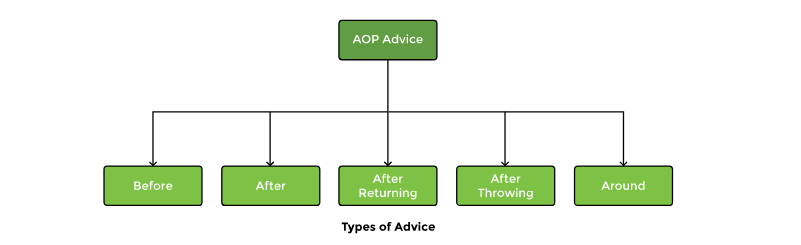 AOP Advice
Before
After
After
Returning
After
Throwing
Around
Types of Advice